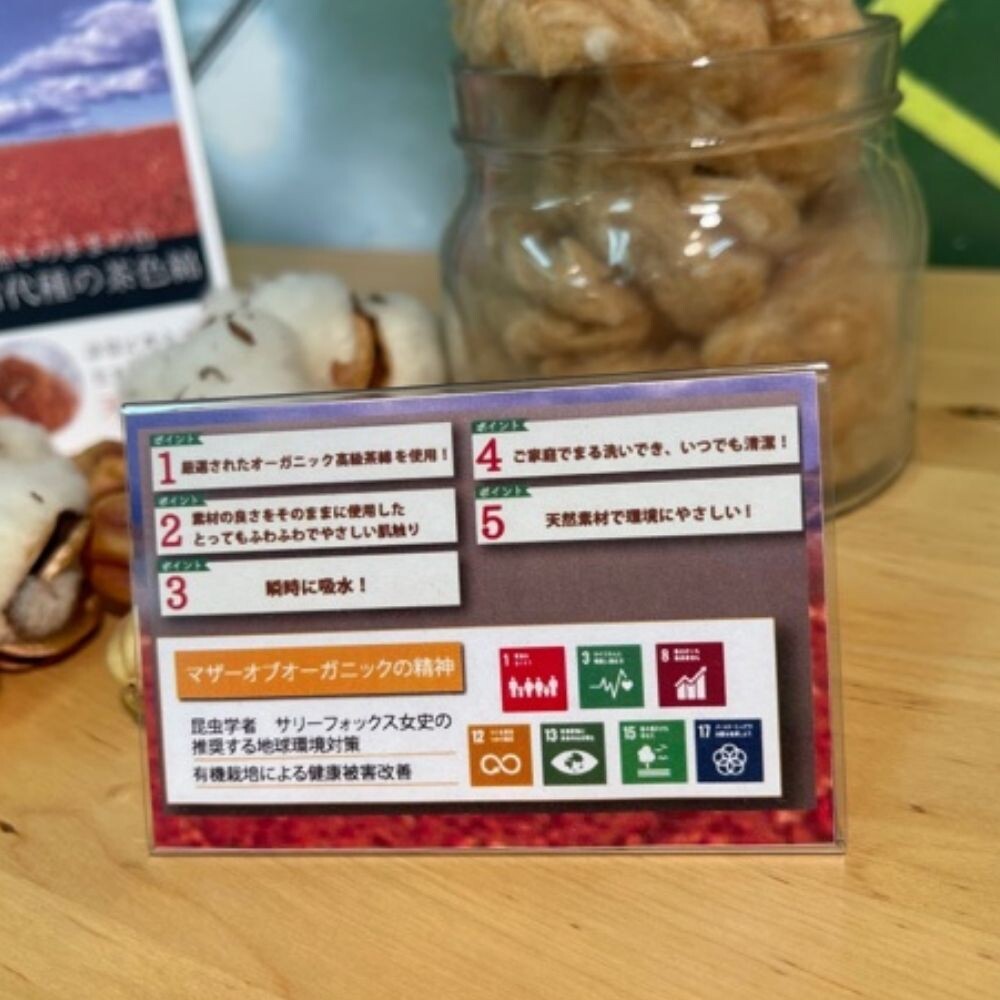 代種の茶色綿
ポイント
1 厳選されたオーガニック高級茶綿を使用!
ポイント
2 素材の良さをそのままに使用した
とってもふわふわでやさしい肌触り
ポイント
3 瞬時に吸水!
ポイント
4 ご家庭でまる洗いでき、いつでも清潔!
ポイント
5 天然素材で環境にやさしい!
マザーオブオーガニックの精神
昆虫学者 サリーフォックス女史の
推奨する地球環境対策
有機栽培による健康被害改善
1
3
8
12
13
15
17